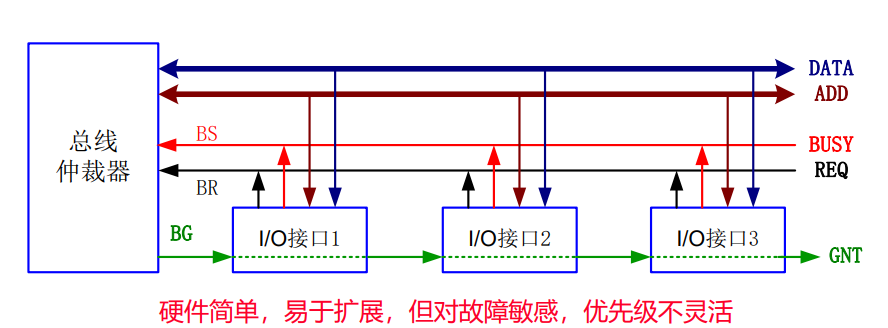 DATA
ADD
总线
仲裁器
BS
BUSY
REQ
BR
BG
I/O接口1
I/O接口2
I/O接口3
GNT
硬件简单，易于扩展，但对故障敏感，优先级不灵活